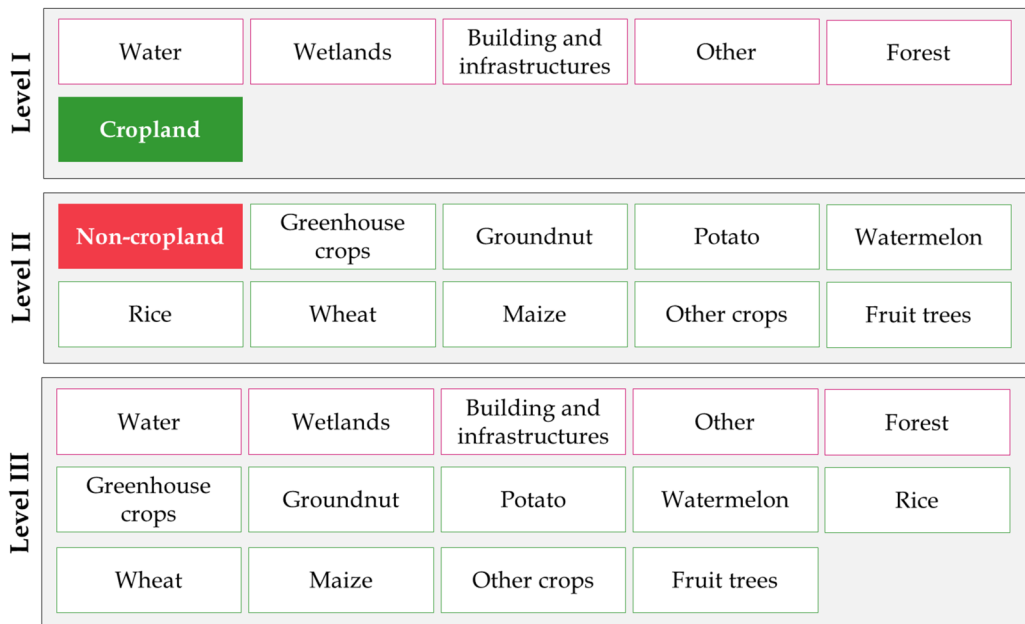 Level I
Water
Wetlands
Building and
infrastructures
Other
Forest
Cropland
Level II
Non-cropland
Greenhouse
crops
Groundnut
Potato
Watermelon
Rice
Wheat
Maize
Other crops
Fruit trees
Level III
Water
Wetlands
Building and
infrastructures
Other
Forest
Greenhouse
crops
Groundnut
Potato
Watermelon
Rice
Wheat
Maize
Other crops
Fruit trees